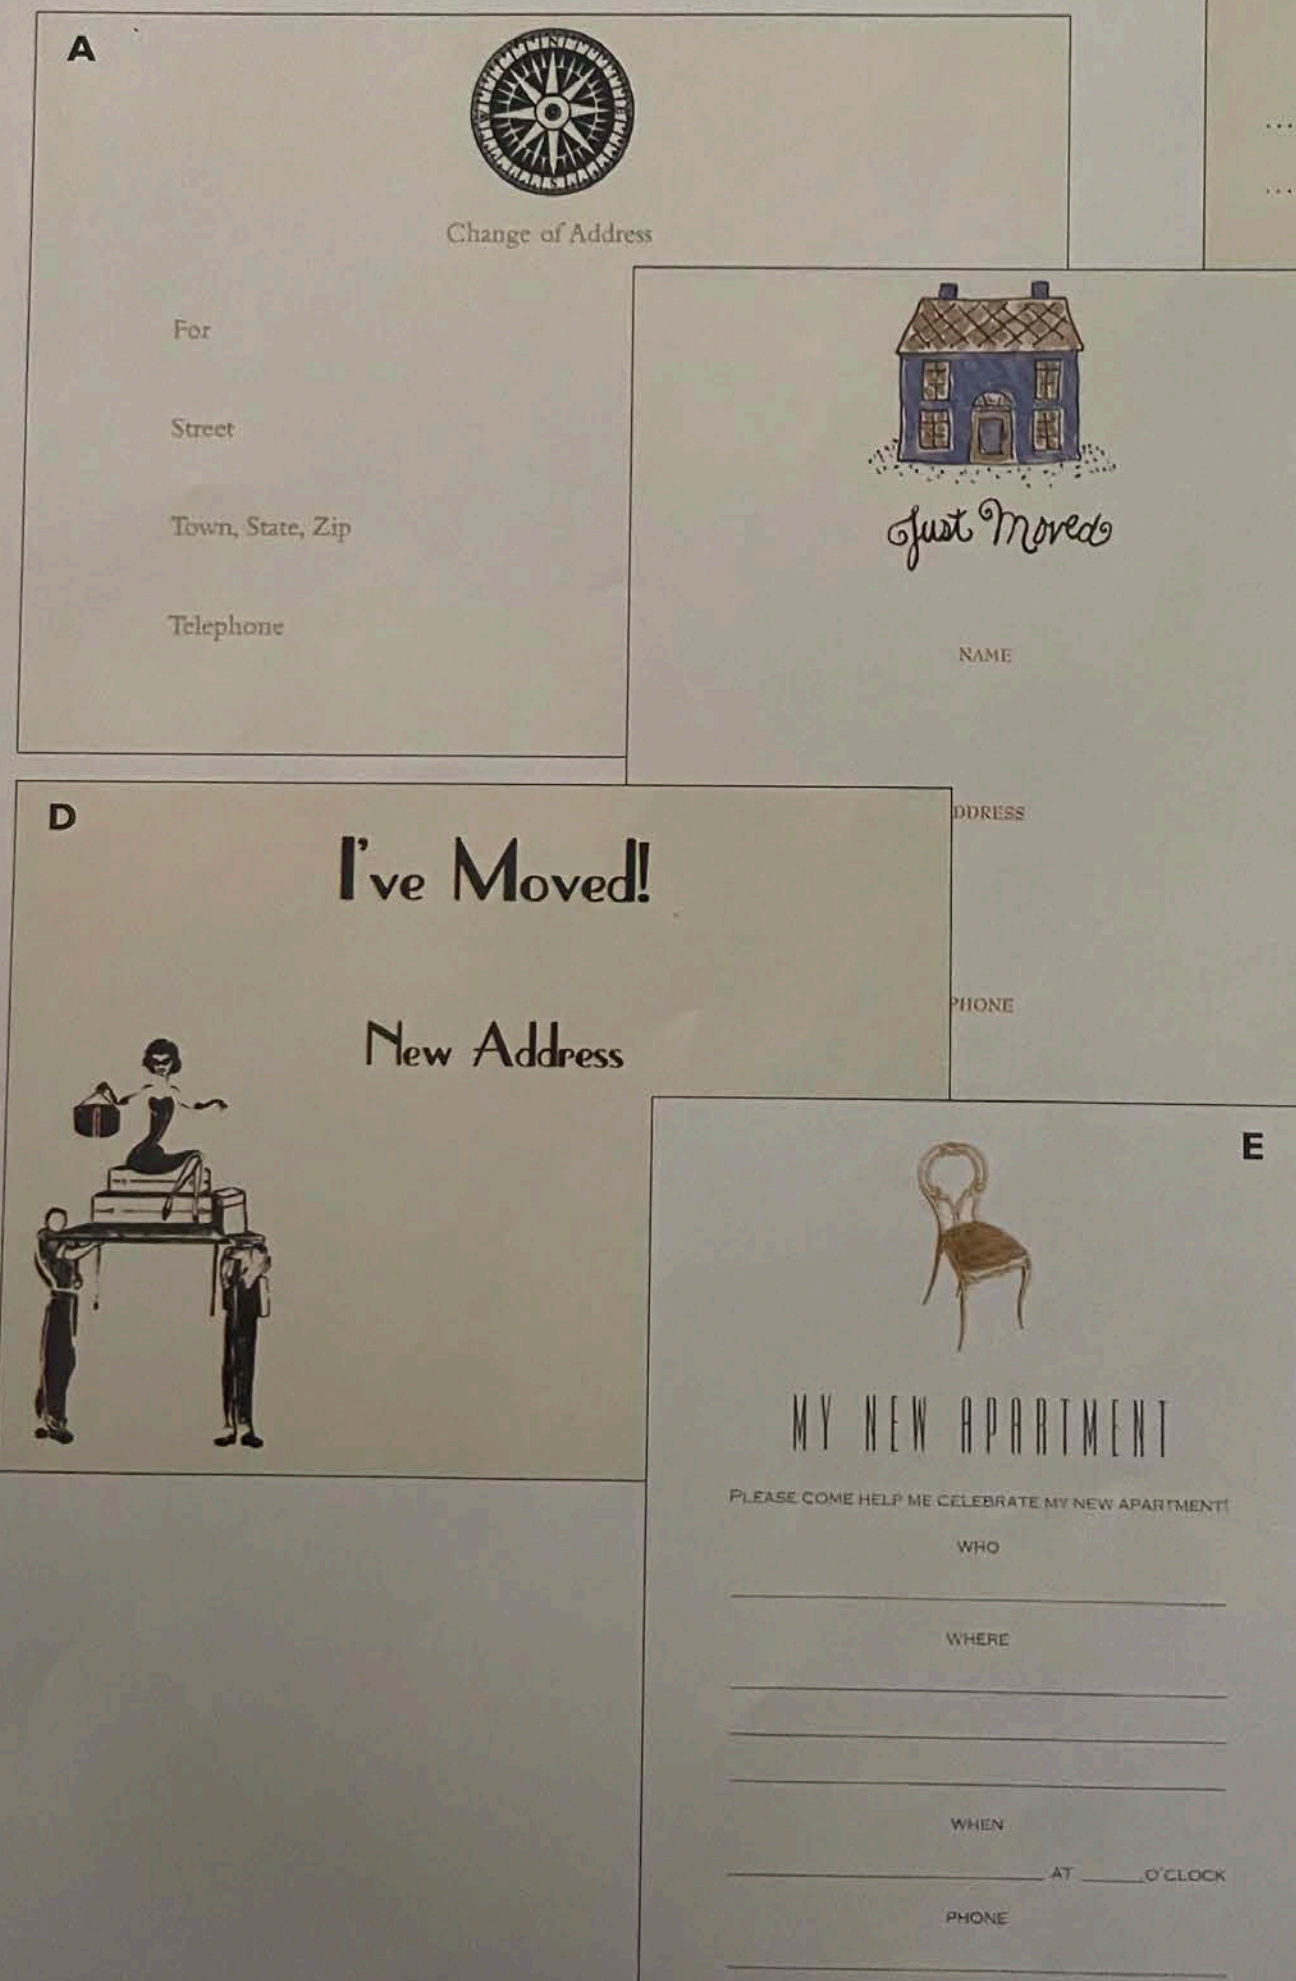 A
Change of Address
For
Street
Town, State, Zip
Telephone
Just Moved
NAME
DDRESS
PHONE
D
I've Moved!
New Address
E
MY NEW APARTMENT
PLEASE COME HELP ME CELEBRATE MY NEW APARTMENT!
WHO
WHERE
WHEN
AT O'CLOCK
PHONE